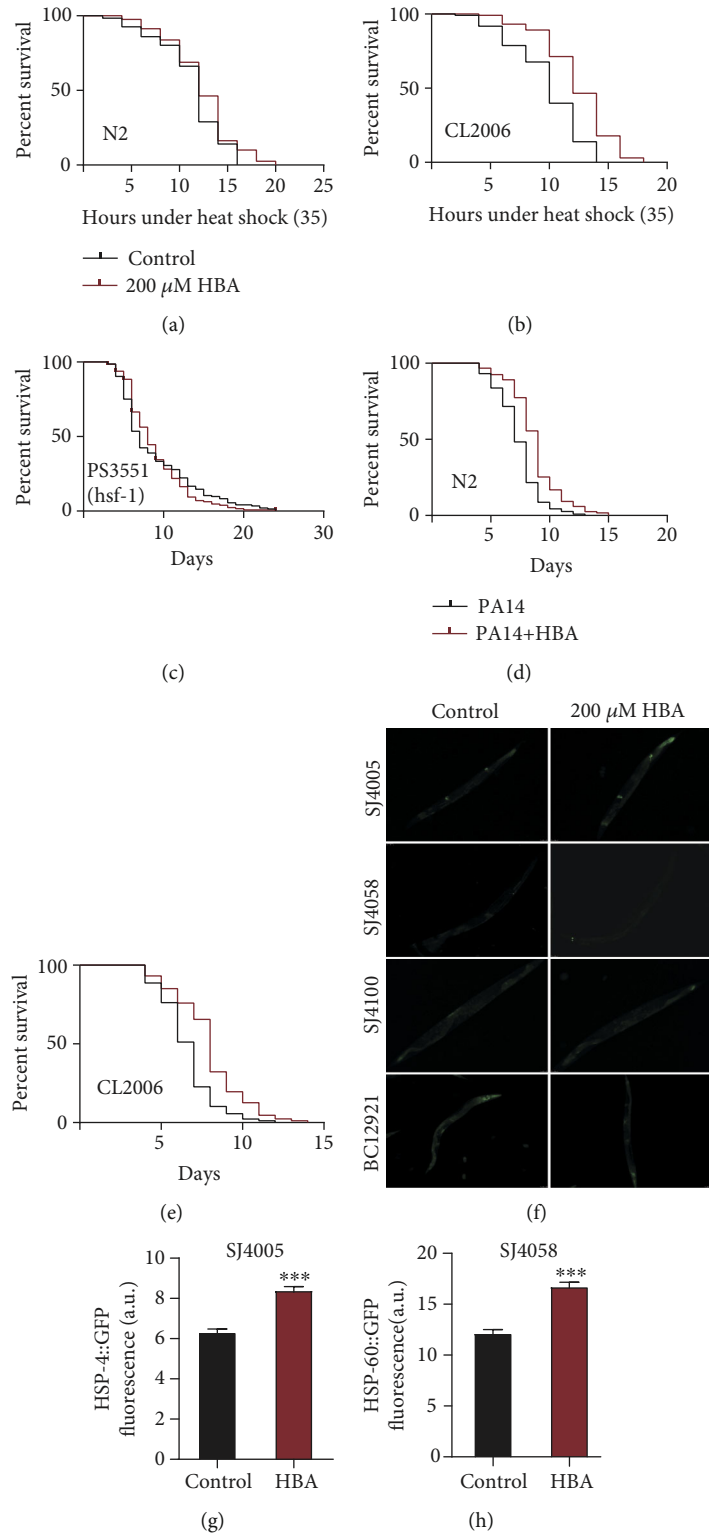 100
50
0
Percent survival
N2
5
10
15
20
25
Hours under heat shock (35)
Control
200 μM HBA
(a)
100
50
0
Percent survival
CL2006
5
10
15
20
Hours under heat shock (35)
(b)
100
50
0
Percent survival
PS3551
(hsf-1)
10
20
30
Days
(c)
100
50
0
Percent survival
N2
5
10
15
20
Days
PA14
PA14+HBA
(d)
100
50
0
Percent survival
CL2006
5
10
15
Days
(e)
Control
200 μM HBA
SJ4005
SJ4058
SJ4100
BC12921
(f)
SJ4005
10
8
6
4
2
0
HSP-4::GFP
fluorescence (a.u.)
***
Control
HBA
(g)
SJ4058
20
15
10
5
0
HSP-60::GFP
fluorescence(a.u.)
***
Control
HBA
(h)